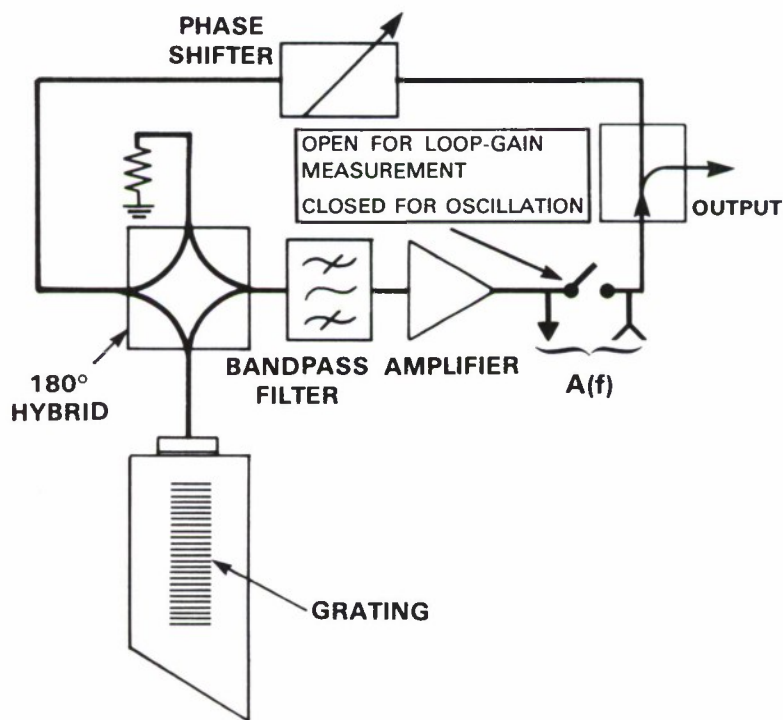 PHASE
SHIFTER
OPEN FOR LOOP-GAIN
MEASUREMENT
CLOSED FOR OSCILLATION
OUTPUT
180°
HYBRID
BANDPASS
FILTER
AMPLIFIER
A(f)
GRATING